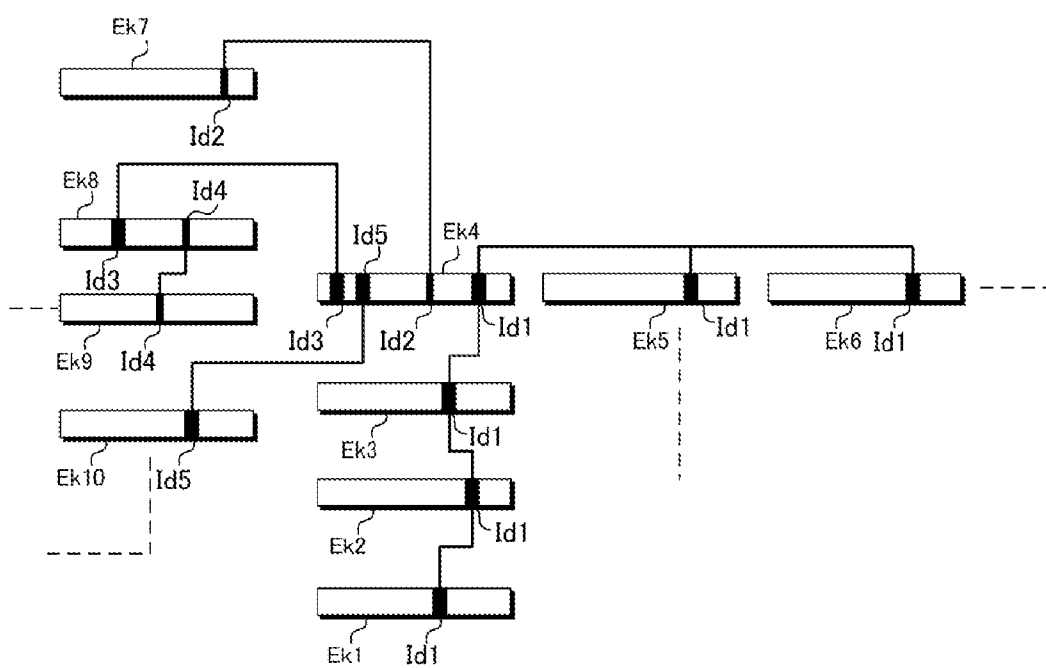 Ek7
Id2
Ek8
Id4
Id3
Id5
Ek4
Ek9
Id4
Id3
Id2
Id1
Ek5
Id1
Ek6
Id1
Ek10
Id5
Ek3
Id1
Ek2
Id1
Ek1
Id1